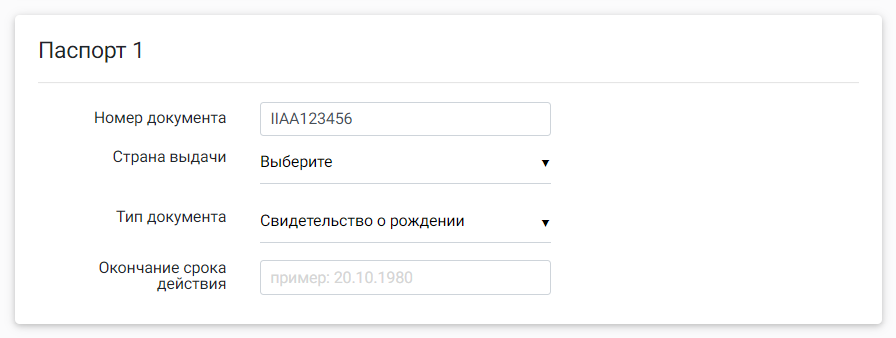 Паспорт 1
Номер документа
IIAA123456
Страна выдачи
Выберите
Тип документа
Свидетельство о рождении
Окончание срока
действия
пример: 20.10.1980